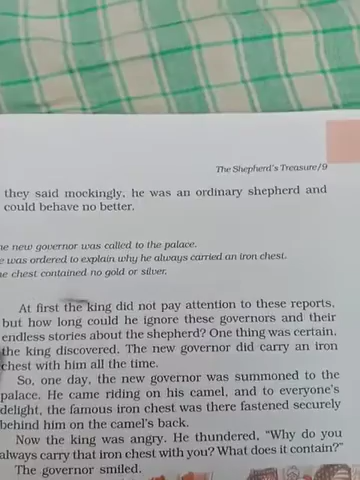 The Shepherd's Treasure/9
they said mockingly, he was an ordinary shepherd and
could behave no better.
new governor was called to the palace.
was ordered to explain why he always carried an iron chest.
chest contained no gold or silver.
At first the king did not pay attention to these reports,
but how long could he ignore these governors and their
endless stories about the shepherd? One thing was certain,
the king discovered. The new governor did carry an iron
chest with him all the time.
So, one day, the new governor was summoned to the
palace. He came riding on his camel, and to everyone's
delight, the famous iron chest was there fastened securely
behind him on the camel's back.
Now the king was angry. He thundered, “Why do you
always carry that iron chest with you? What does it contain?”
The governor smiled.